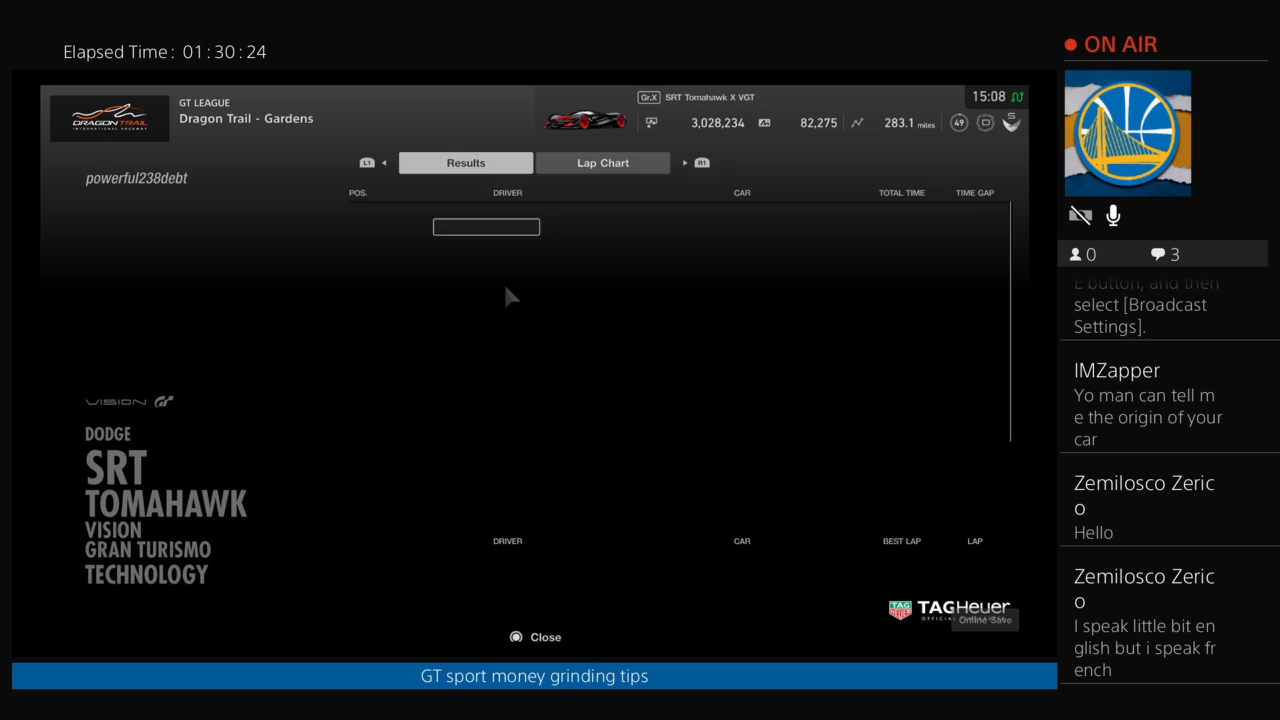 Elapsed Time: 01:30:24
ON AIR
DRAGON TRAIL
INTERNATIONAL RACEWAY
GT LEAGUE
Dragon Trail - Gardens
Gr.X SRT Tomahawk X VGT
3,028,234 82,275 283.1 miles 49
15:08
S
powerful238debt
L1 Results Lap Chart R1
POS. DRIVER CAR TOTAL TIME TIME GAP
0 3
E button, and then
select [Broadcast
Settings].
IMZapper
Yo man can tell m
e the origin of your
car
Zemilosco Zeric
o
Hello
Zemilosco Zeric
o
I speak little bit en
glish but i speak fr
ench
VISION GT
DODGE
SRT
TOMAHAWK
VISION
GRAN TURISMO
TECHNOLOGY
DRIVER CAR BEST LAP LAP
TAG HEUER TAGHeuer
Online Save
Close
GT sport money grinding tips